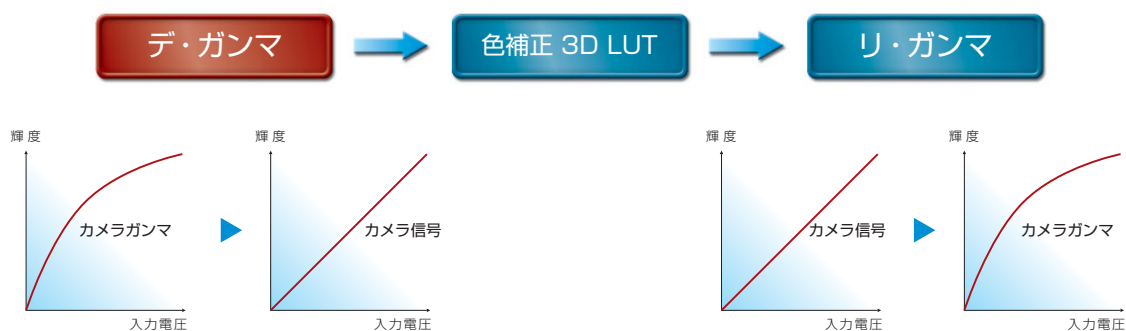 デ・ガンマ
色補正 3D LUT
リ・ガンマ
輝度
カメラガンマ
入力電圧
輝度
カメラ信号
入力電圧
輝度
カメラ信号
入力電圧
輝度
カメラガンマ
入力電圧